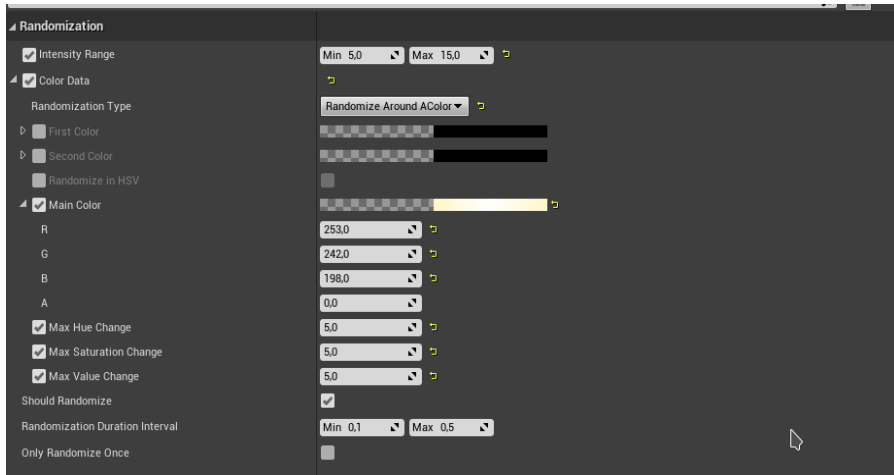 Randomization
Intensity Range Min 5,0 Max 15,0
Color Data
Randomization Type Randomize Around AColor
First Color
Second Color
Randomize in HSV
Main Color
R 253,0
G 242,0
B 198,0
A 0,0
Max Hue Change 5,0
Max Saturation Change 5,0
Max Value Change 5,0
Should Randomize
Randomization Duration Interval Min 0,1 Max 0,5
Only Randomize Once